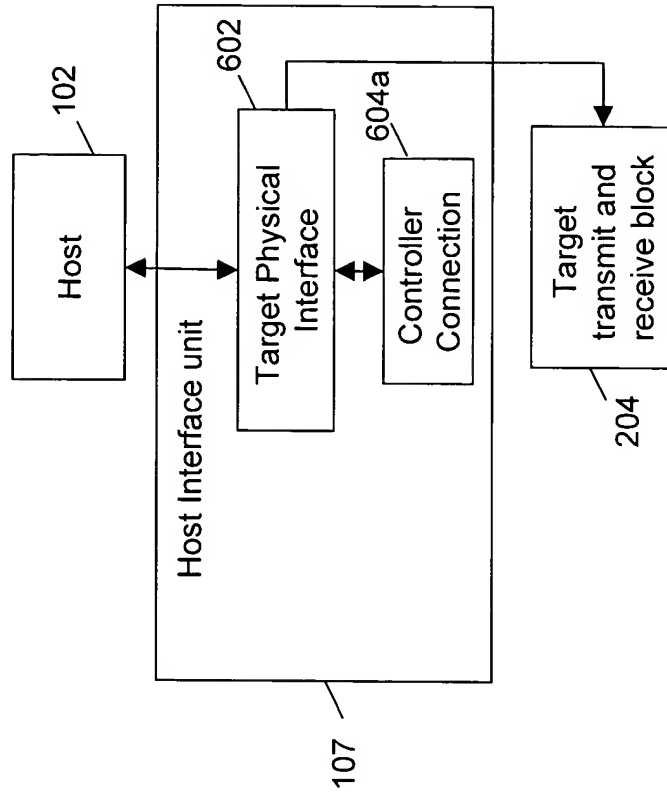 102
Host
Host Interface unit
602
Target Physical
Interface
604a
Controller
Connection
107
Target
transmit and
receive block
204